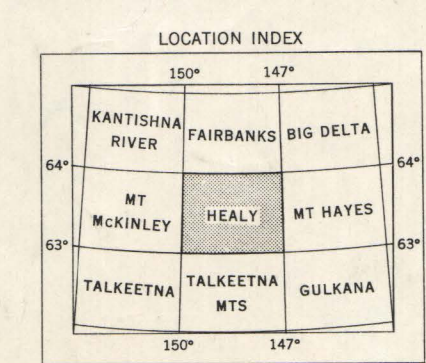 LOCATION INDEX
150° 147°
KANTISHNA RIVER FAIRBANKS BIG DELTA
64° 64°
MT McKINLEY HEALY MT HAYES
63° 63°
TALKEETNA TALKEETNA MTS GULKANA
150° 147°